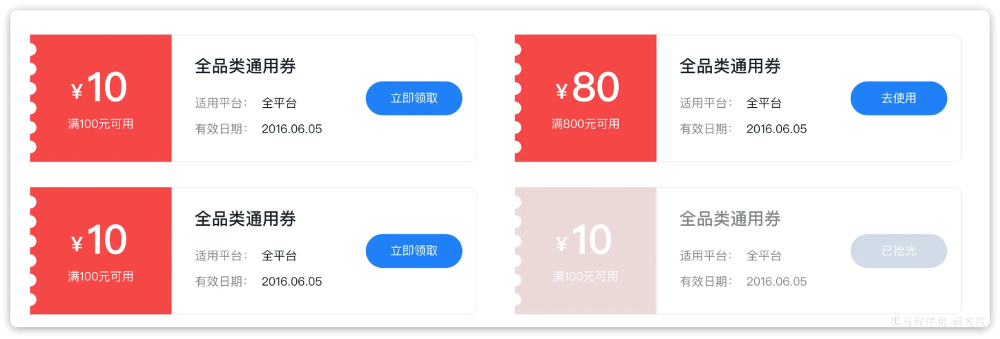 ¥10
满100元可用
全品类通用券
适用平台： 全平台
有效日期： 2016.06.05
立即领取
¥80
满800元可用
全品类通用券
适用平台： 全平台
有效日期： 2016.06.05
去使用
¥10
满100元可用
全品类通用券
适用平台： 全平台
有效日期： 2016.06.05
立即领取
¥10
满100元可用
全品类通用券
适用平台： 全平台
有效日期： 2016.06.05
已抢光
黑马程序员-研究院